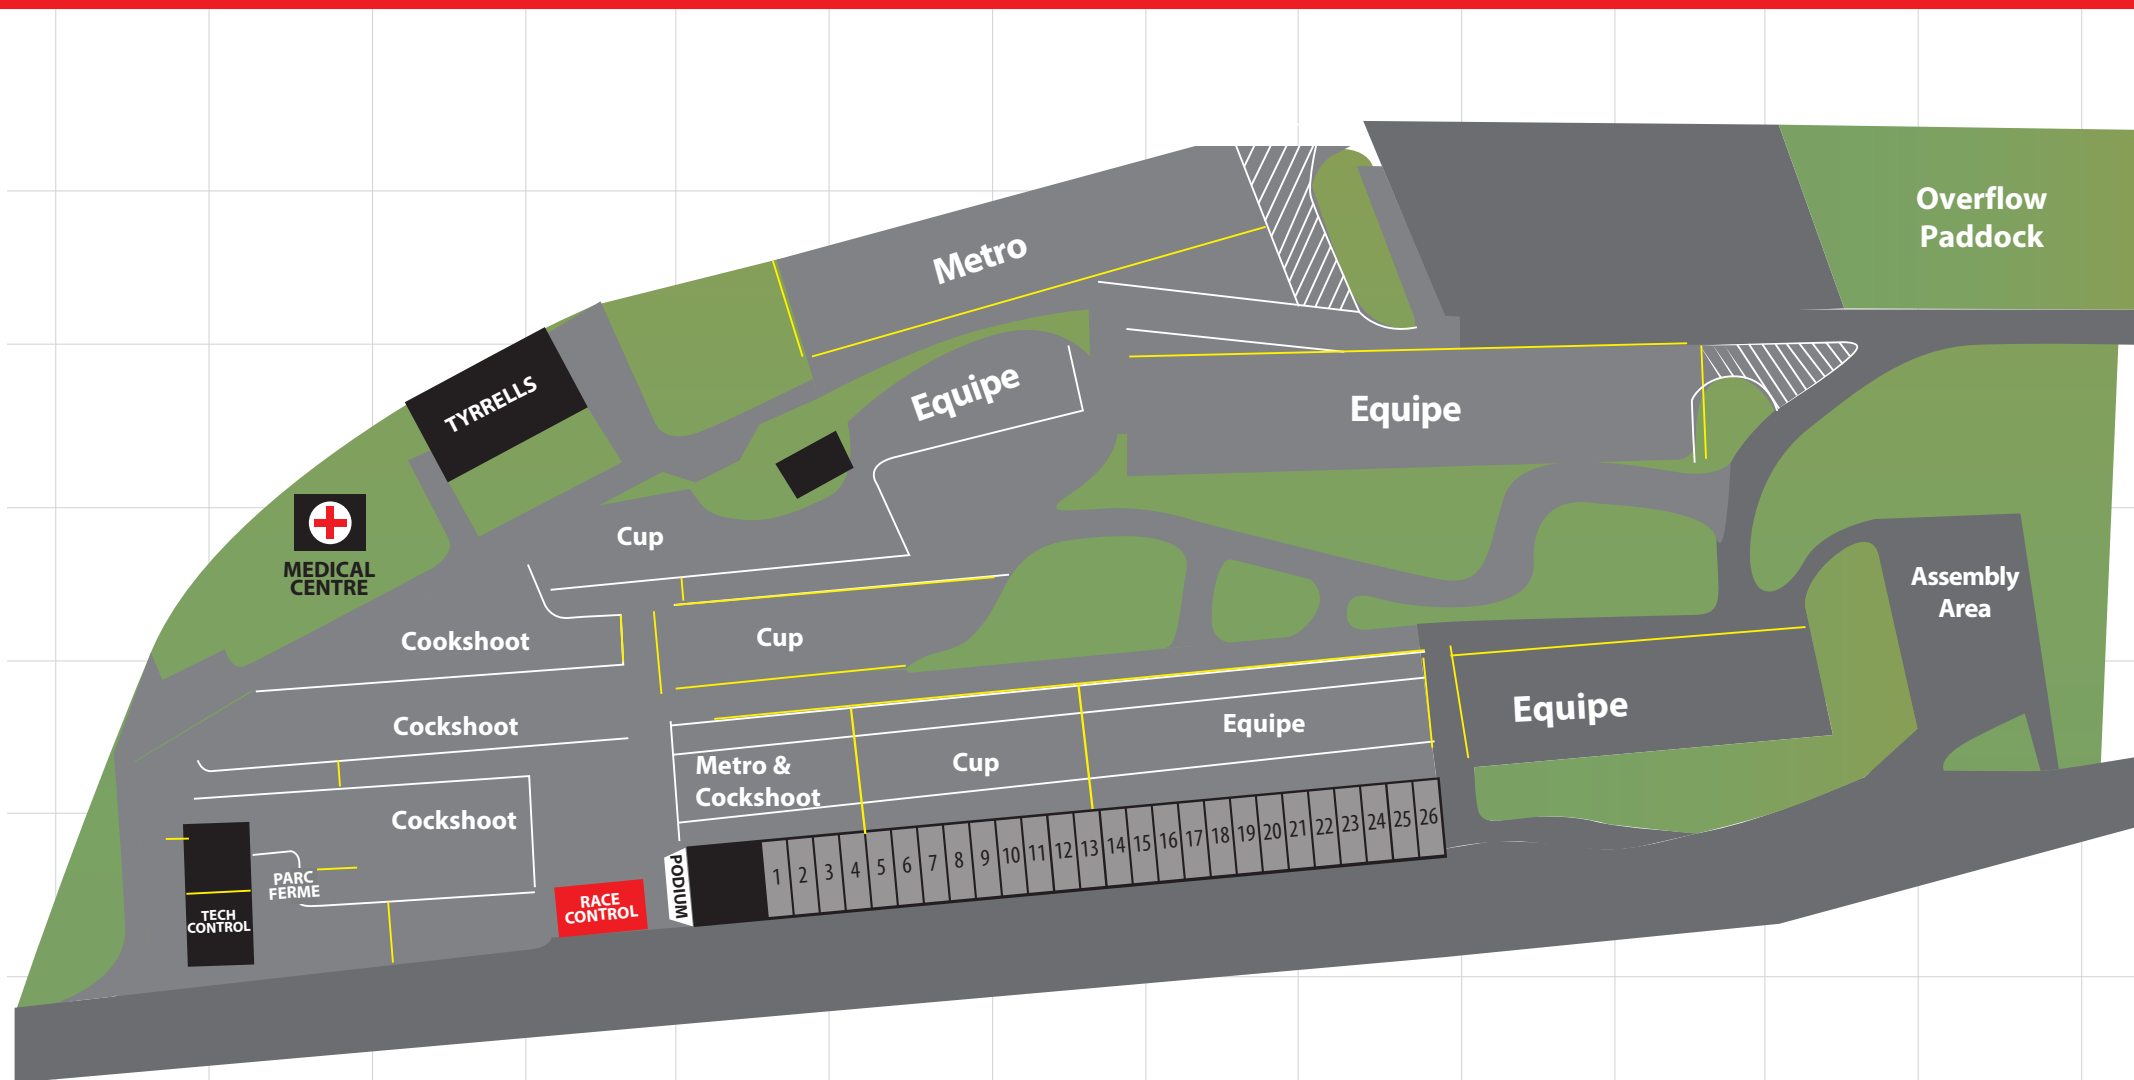 Overflow
Paddock
Metro
TYRRELLS
Equipe
Equipe
MEDICAL
CENTRE
Cup
Assembly
Area
Cookshoot
Cup
Equipe
Cockshoot
Equipe
Metro &
Cockshoot
Cup
Cockshoot
PARC
FERME
TECH
CONTROL
RACE
CONTROL
PODIUM
1 2 3 4 5 6 7 8 9 10 11 12 13 14 15 16 17 18 19 20 21 22 23 24 25 26